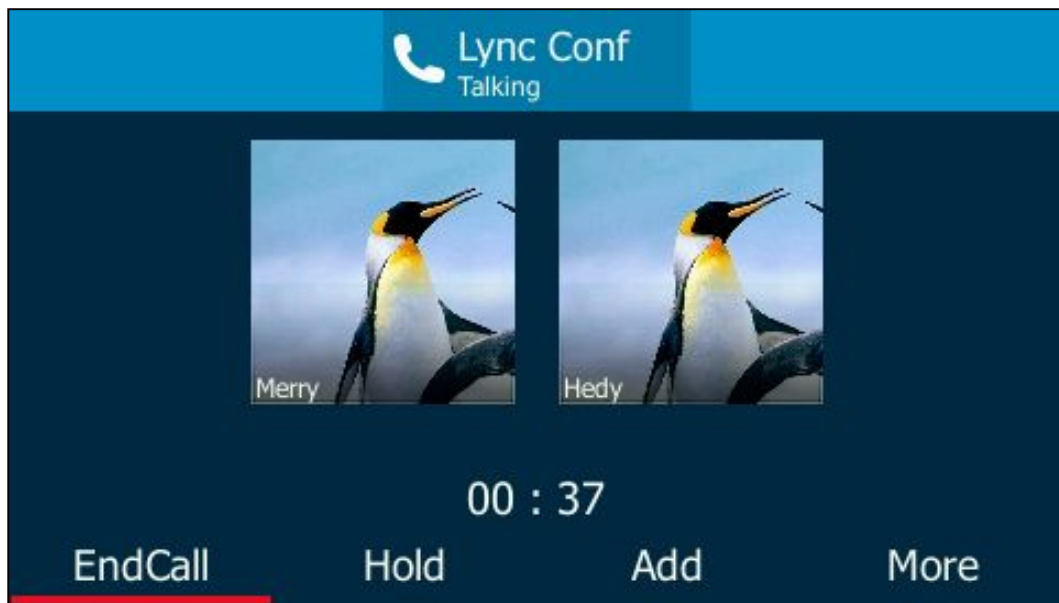 Lync Conf
Talking
Merry
Hedy
00 : 37
EndCall Hold Add More